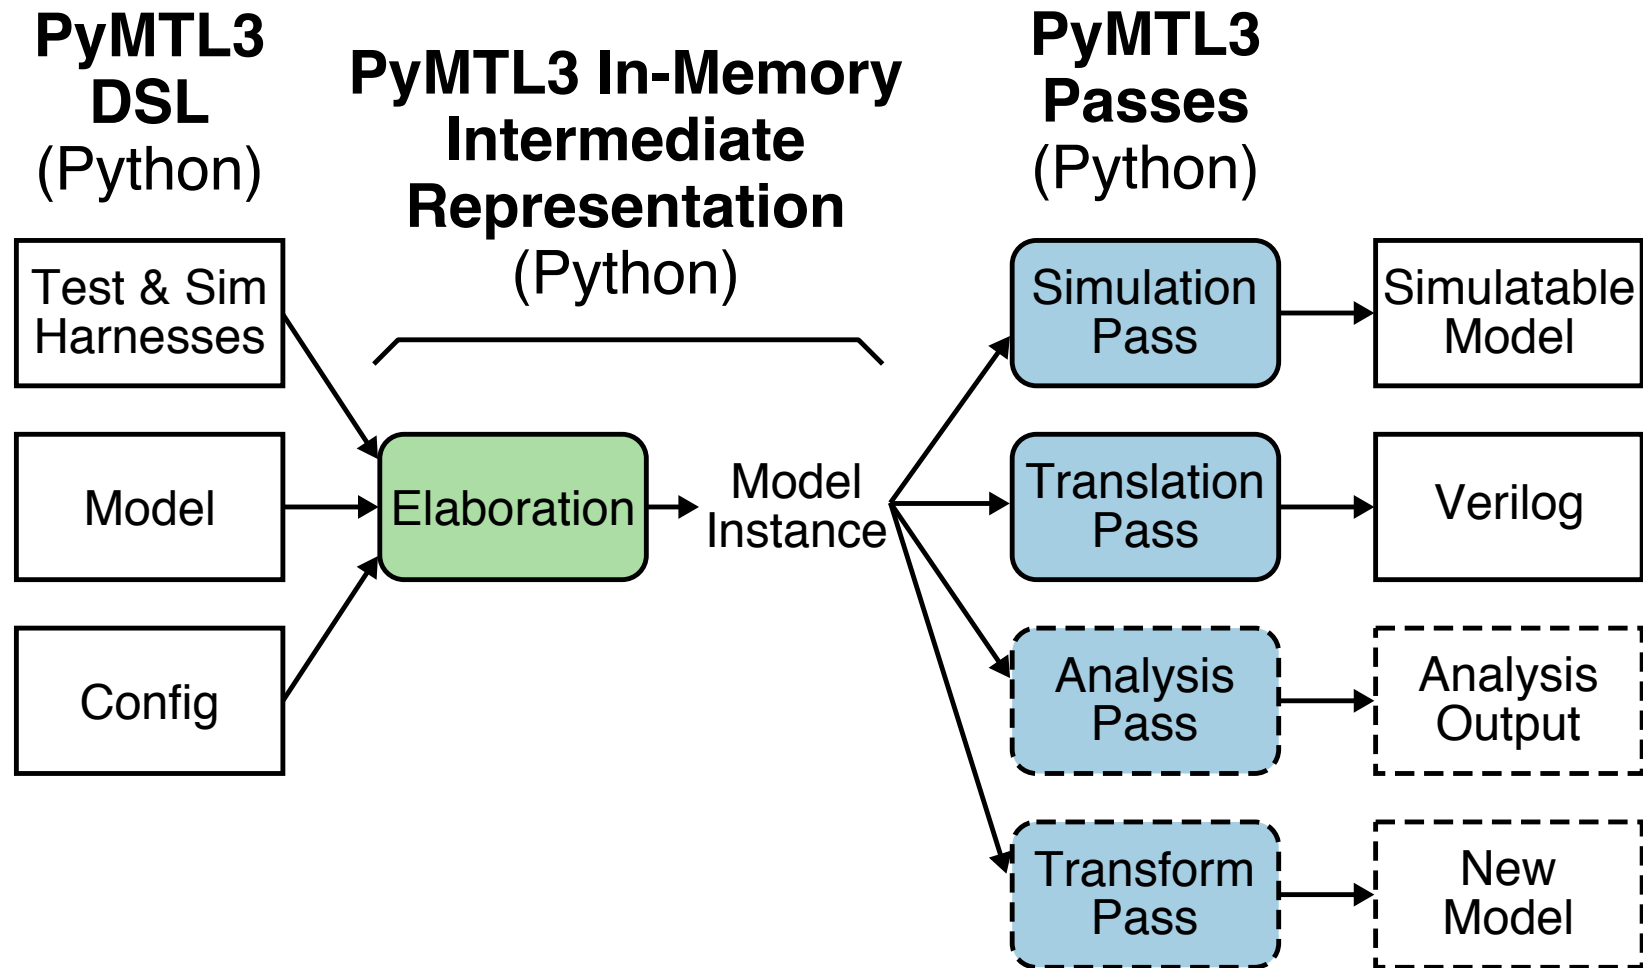 PyMTL3
DSL
(Python)
PyMTL3 In-Memory
Intermediate
Representation
(Python)
PyMTL3
Passes
(Python)
Test & Sim
Harnesses
Model
Config
Elaboration
Model
Instance
Simulation
Pass
Translation
Pass
Analysis
Pass
Transform
Pass
Simulatable
Model
Verilog
Analysis
Output
New
Model